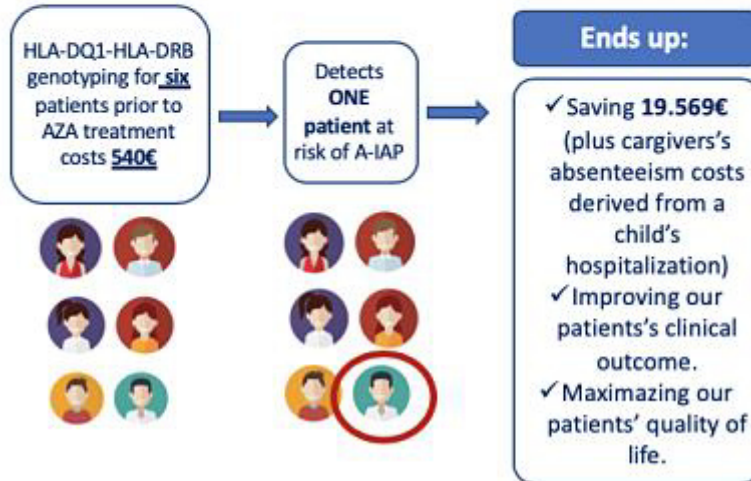 HLA-DQ1-HLA-DRB
genotyping for six
patients prior to
AZA treatment
costs 540€
Detects
ONE
patient at
risk of A-IAP
Ends up:
✓Saving 19.569€
(plus cargivers's
absenteeism costs
derived from a
child's
hospitalization)
✓Improving our
patients's clinical
outcome.
✓Maximazing our
patients' quality of
life.